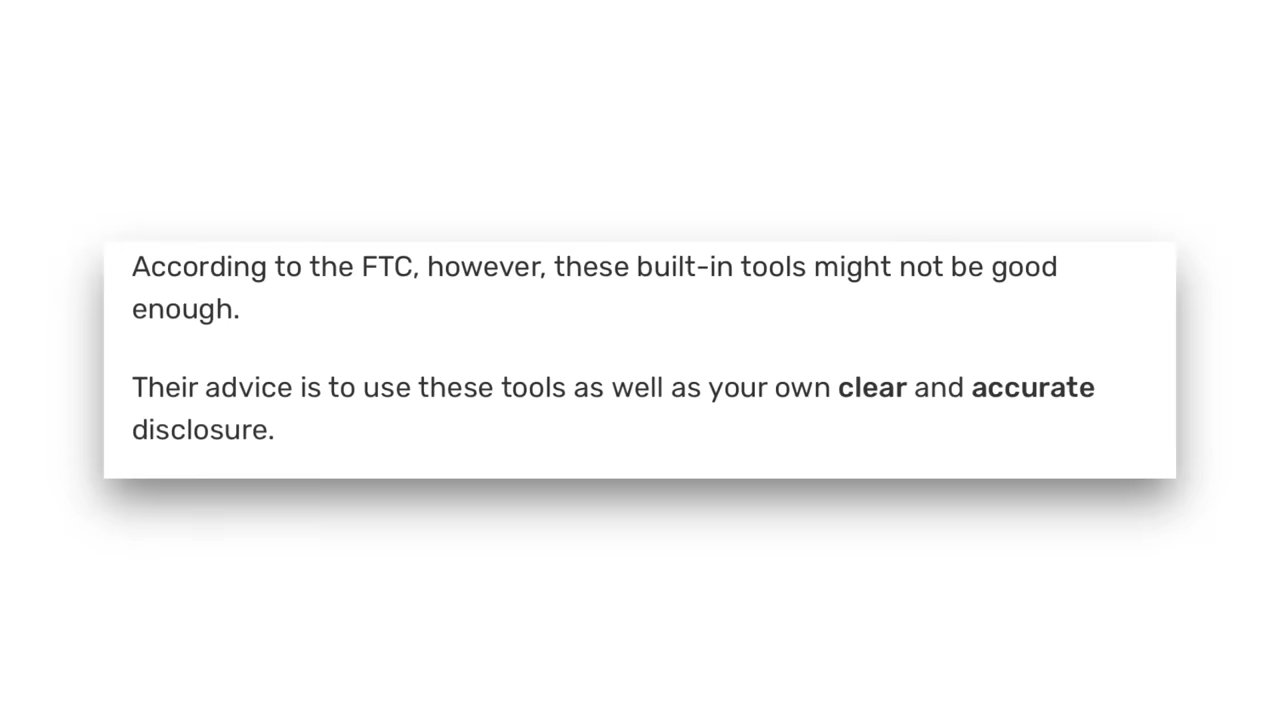 According to the FTC, however, these built-in tools might not be good
enough.
Their advice is to use these tools as well as your own clear and accurate
disclosure.